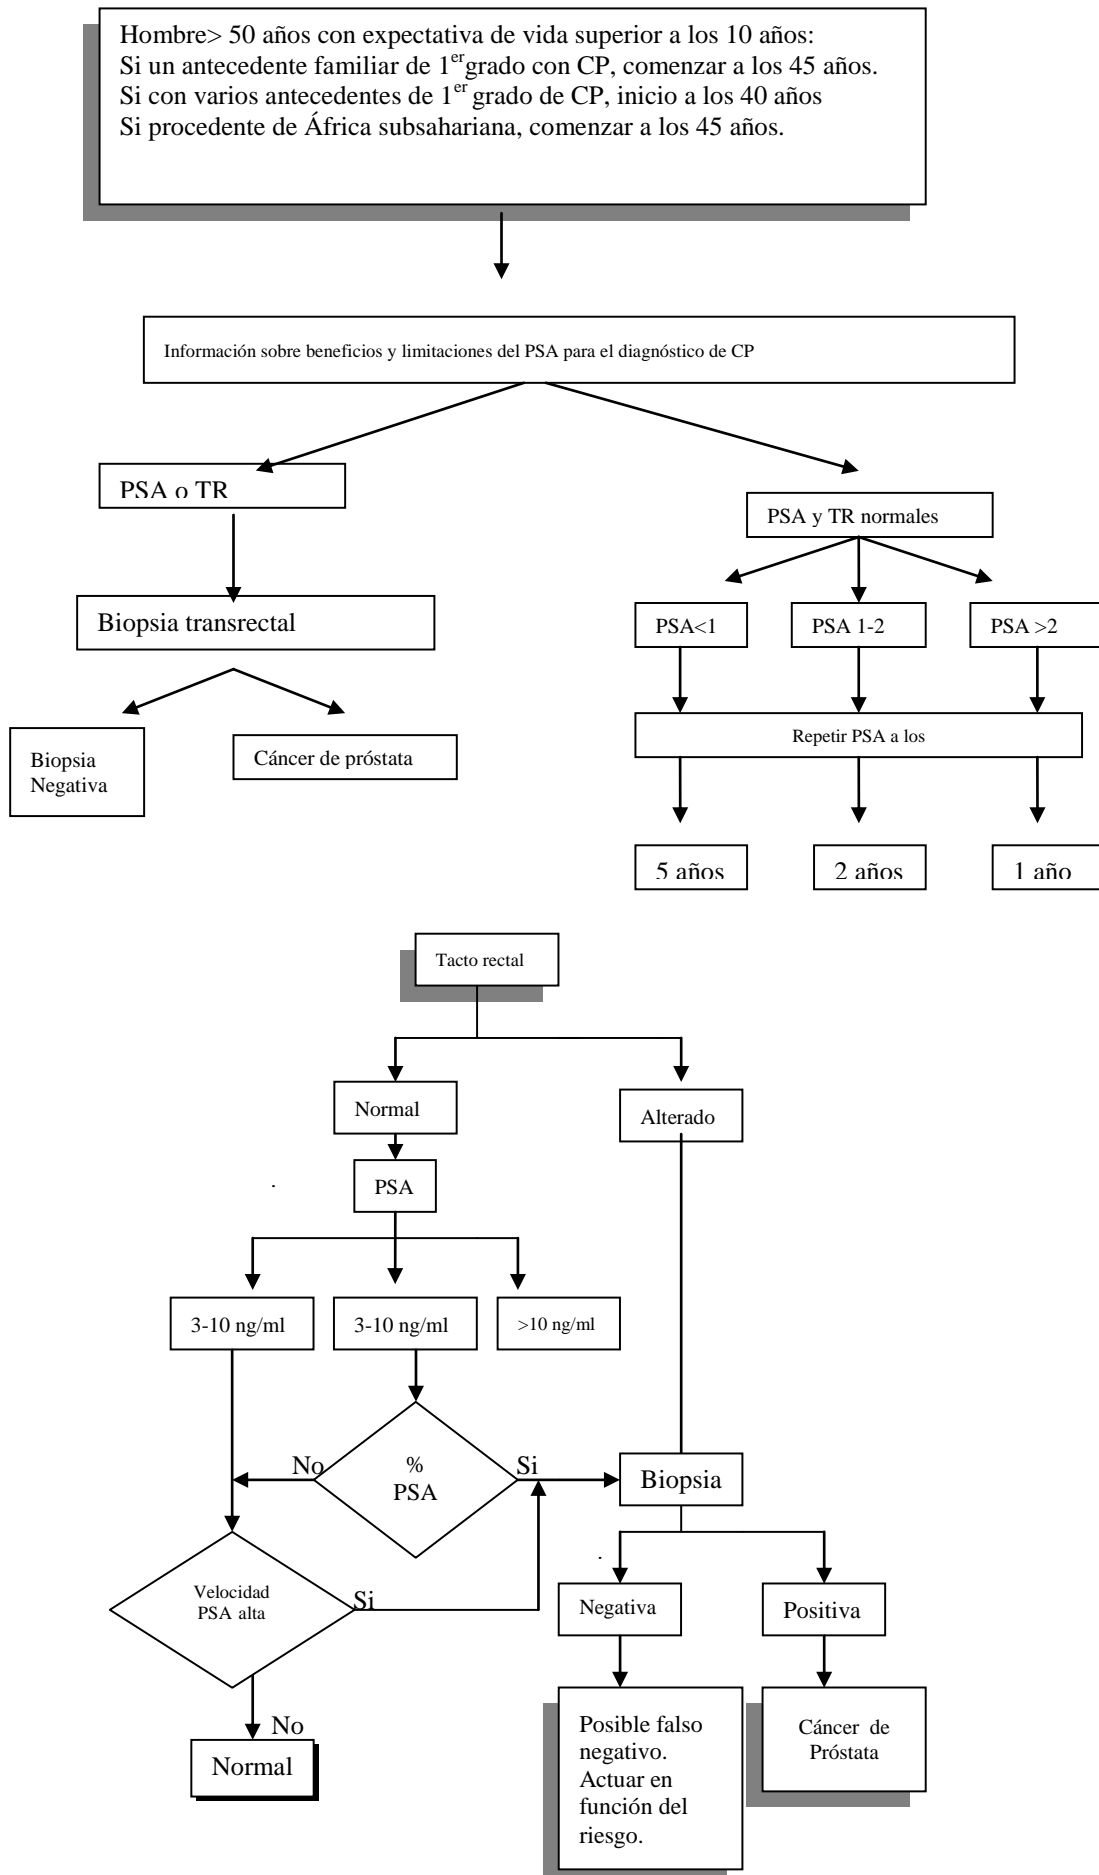 Hombre> 50 años con expectativa de vida superior a los 10 años:
Si un antecedente familiar de 1er grado con CP, comenzar a los 45 años.
Si con varios antecedentes de 1er grado de CP, inicio a los 40 años
Si procedente de África subsahariana, comenzar a los 45 años.
Información sobre beneficios y limitaciones del PSA para el diagnóstico de CP
PSA o TR
PSA y TR normales
Biopsia transrectal
PSA<1
PSA 1-2
PSA >2
Biopsia
Negativa
Cáncer de próstata
Repetir PSA a los
5 años
2 años
1 año
Tacto rectal
Normal
Alterado
PSA
3-10 ng/ml
3-10 ng/ml
>10 ng/ml
No
%
PSA
Si
Biopsia
Velocidad
PSA alta
Si
Negativa
Positiva
No
Normal
Posible falso
negativo.
Actuar en
función del
riesgo.
Cáncer de
Próstata